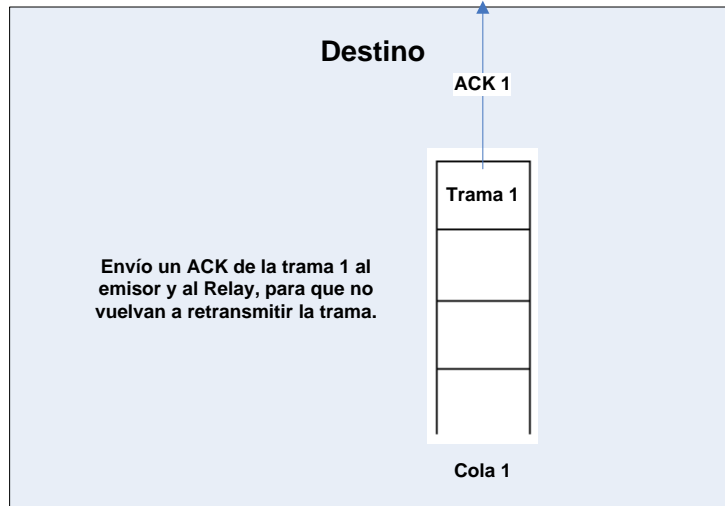 Destino
ACK 1
Trama 1
Envío un ACK de la trama 1 al
emisor y al Relay, para que no
vuelvan a retransmitir la trama.
Cola 1